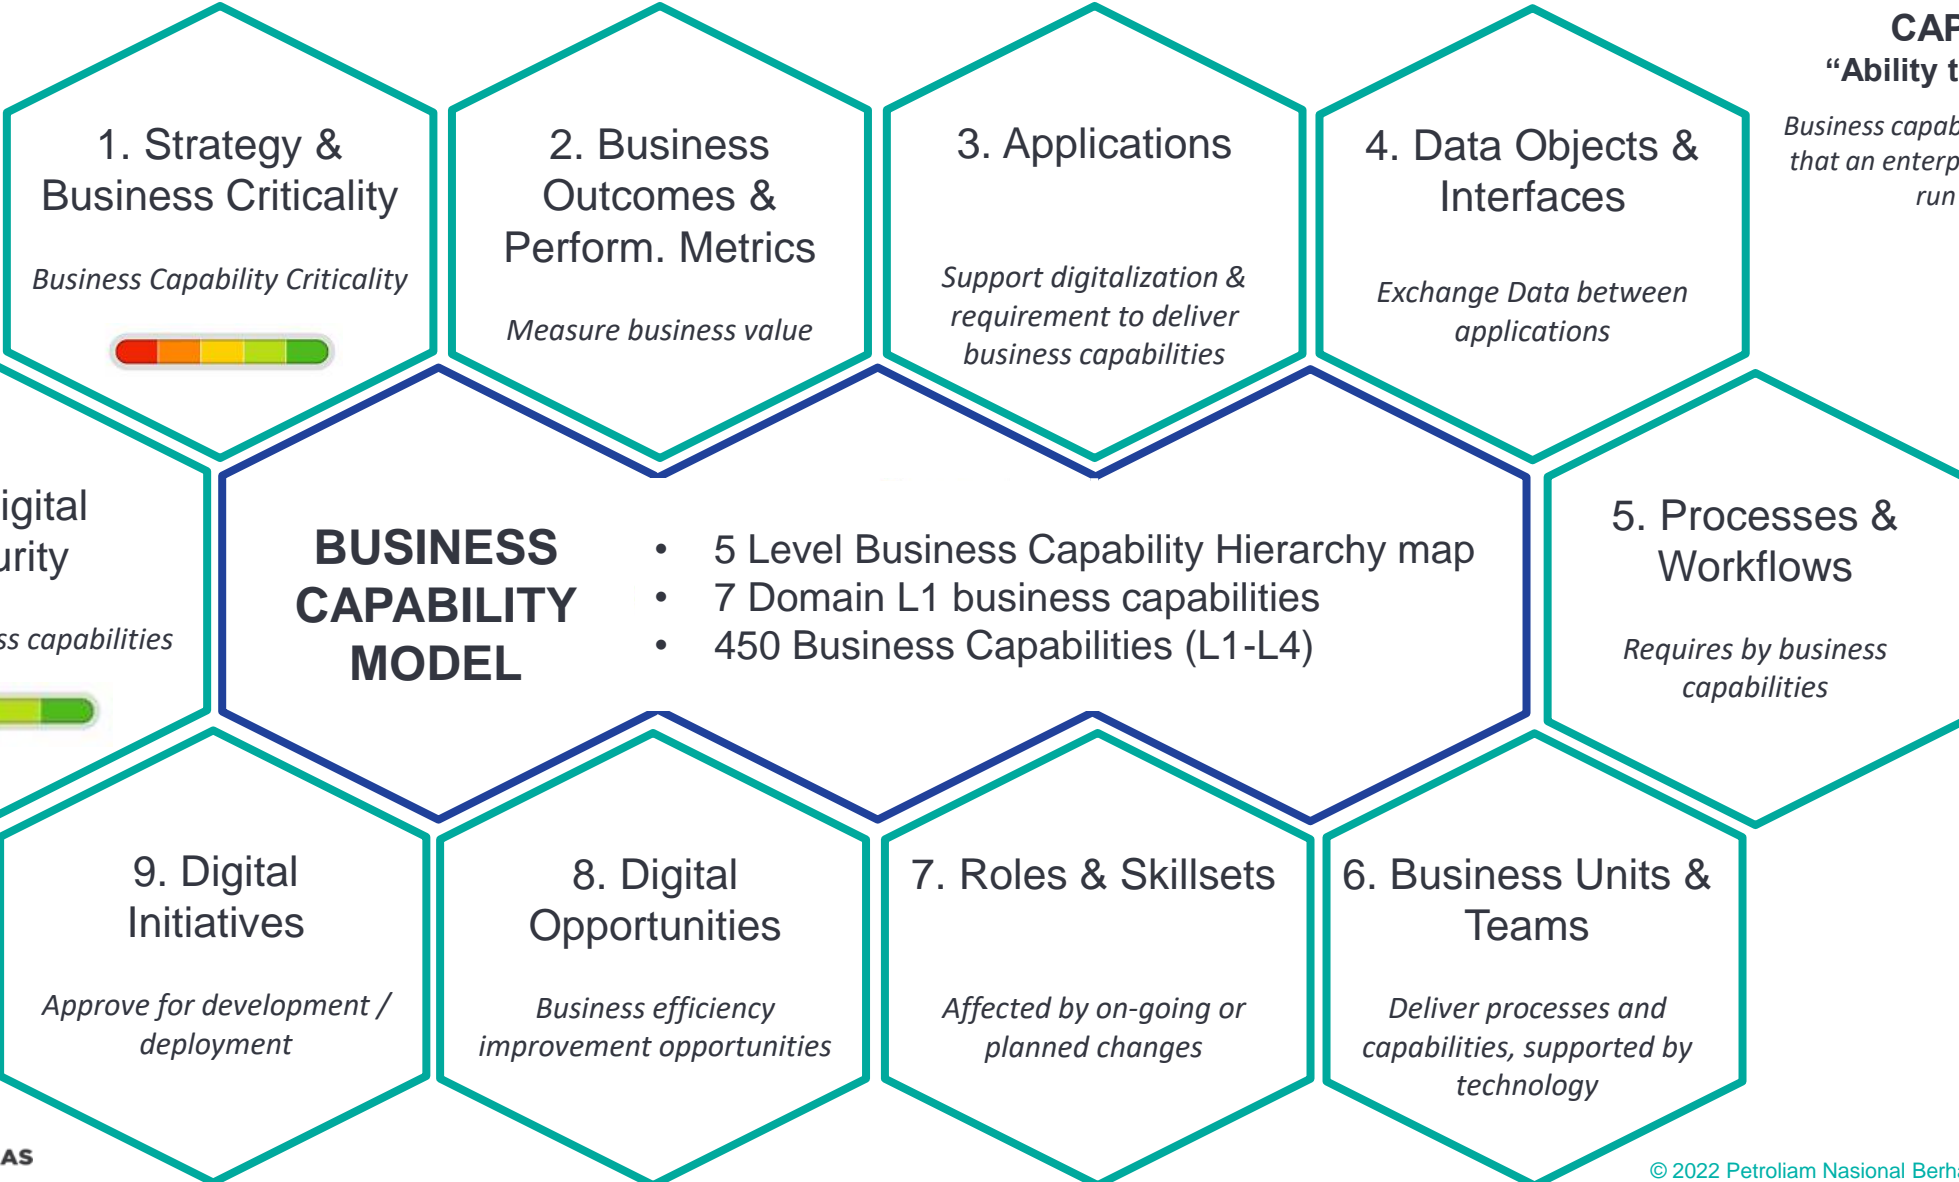 1. Strategy &
Business Criticality
Business Capability Criticality
2. Business
Outcomes &
Perform. Metrics
Measure business value
3. Applications
Support digitalization &
requirement to deliver
business capabilities
4. Data Objects &
Interfaces
Exchange Data between
applications
CAP
“Ability t
Business capab
that an enterp
run
igital
urity
ss capabilities
BUSINESS
CAPABILITY
MODEL
• 5 Level Business Capability Hierarchy map
• 7 Domain L1 business capabilities
• 450 Business Capabilities (L1-L4)
5. Processes &
Workflows
Requires by business
capabilities
9. Digital
Initiatives
Approve for development /
deployment
8. Digital
Opportunities
Business efficiency
improvement opportunities
7. Roles & Skillsets
Affected by on-going or
planned changes
6. Business Units &
Teams
Deliver processes and
capabilities, supported by
technology
AS
© 2022 Petroliam Nasional Berha